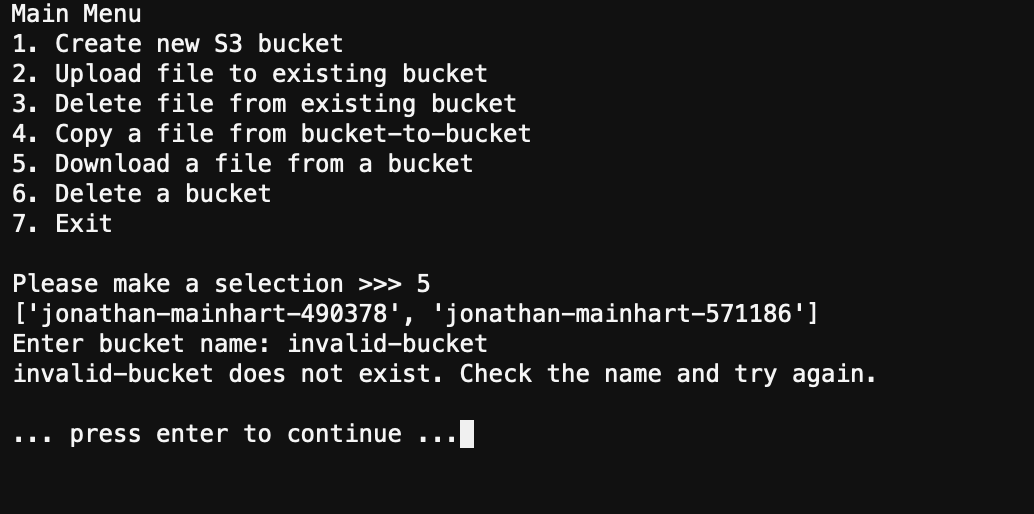 Main Menu
1. Create new S3 bucket
2. Upload file to existing bucket
3. Delete file from existing bucket
4. Copy a file from bucket-to-bucket
5. Download a file from a bucket
6. Delete a bucket
7. Exit
Please make a selection >>> 5
['jonathan-mainhart-490378', 'jonathan-mainhart-571186']
Enter bucket name: invalid-bucket
invalid-bucket does not exist. Check the name and try again.
... press enter to continue ...